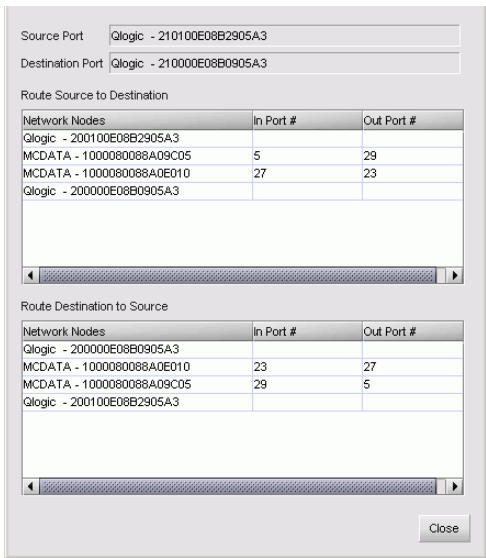 Source Port Qlogic - 210100E08B2905A3
Destination Port Qlogic - 210000E08B0905A3
Route Source to Destination
Network Nodes In Port # Out Port #
Qlogic - 200100E08B2905A3
MCDATA - 1000080088A09C05 5 29
MCDATA - 1000080088A0E010 27 23
Qlogic - 200000E08B0905A3
Route Destination to Source
Network Nodes In Port # Out Port #
Qlogic - 200000E08B0905A3
MCDATA - 1000080088A0E010 23 27
MCDATA - 1000080088A09C05 29 5
Qlogic - 200100E08B2905A3
Close